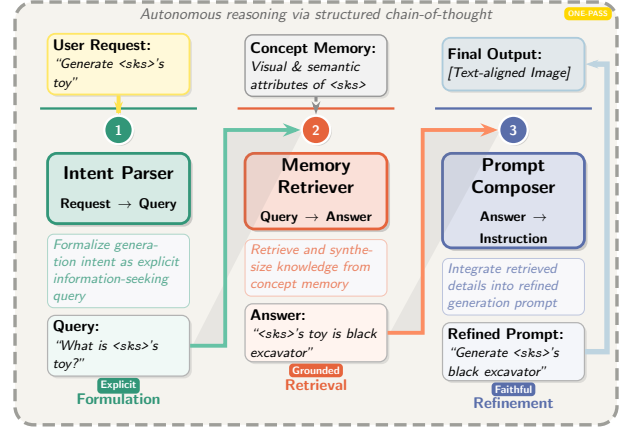 Autonomous reasoning via structured chain-of-thought
ONE-PASS
User Request:
"Generate <sks>'s
toy"
1
Intent Parser
Request → Query
Formalize genera-
tion intent as explicit
information-seeking
query
Query:
"What is <sks>'s
toy?"
Explicit
Formulation
Concept Memory:
Visual & semantic
attributes of <sks>
2
Memory
Retriever
Query → Answer
Retrieve and synthe-
size knowledge from
concept memory
Answer:
"<sks>'s toy is black
excavator"
Grounded
Retrieval
Final Output:
[Text-aligned Image]
3
Prompt
Composer
Answer →
Instruction
Integrate retrieved
details into refined
generation prompt
Refined Prompt:
"Generate <sks>'s
black excavator"
Faithful
Refinement